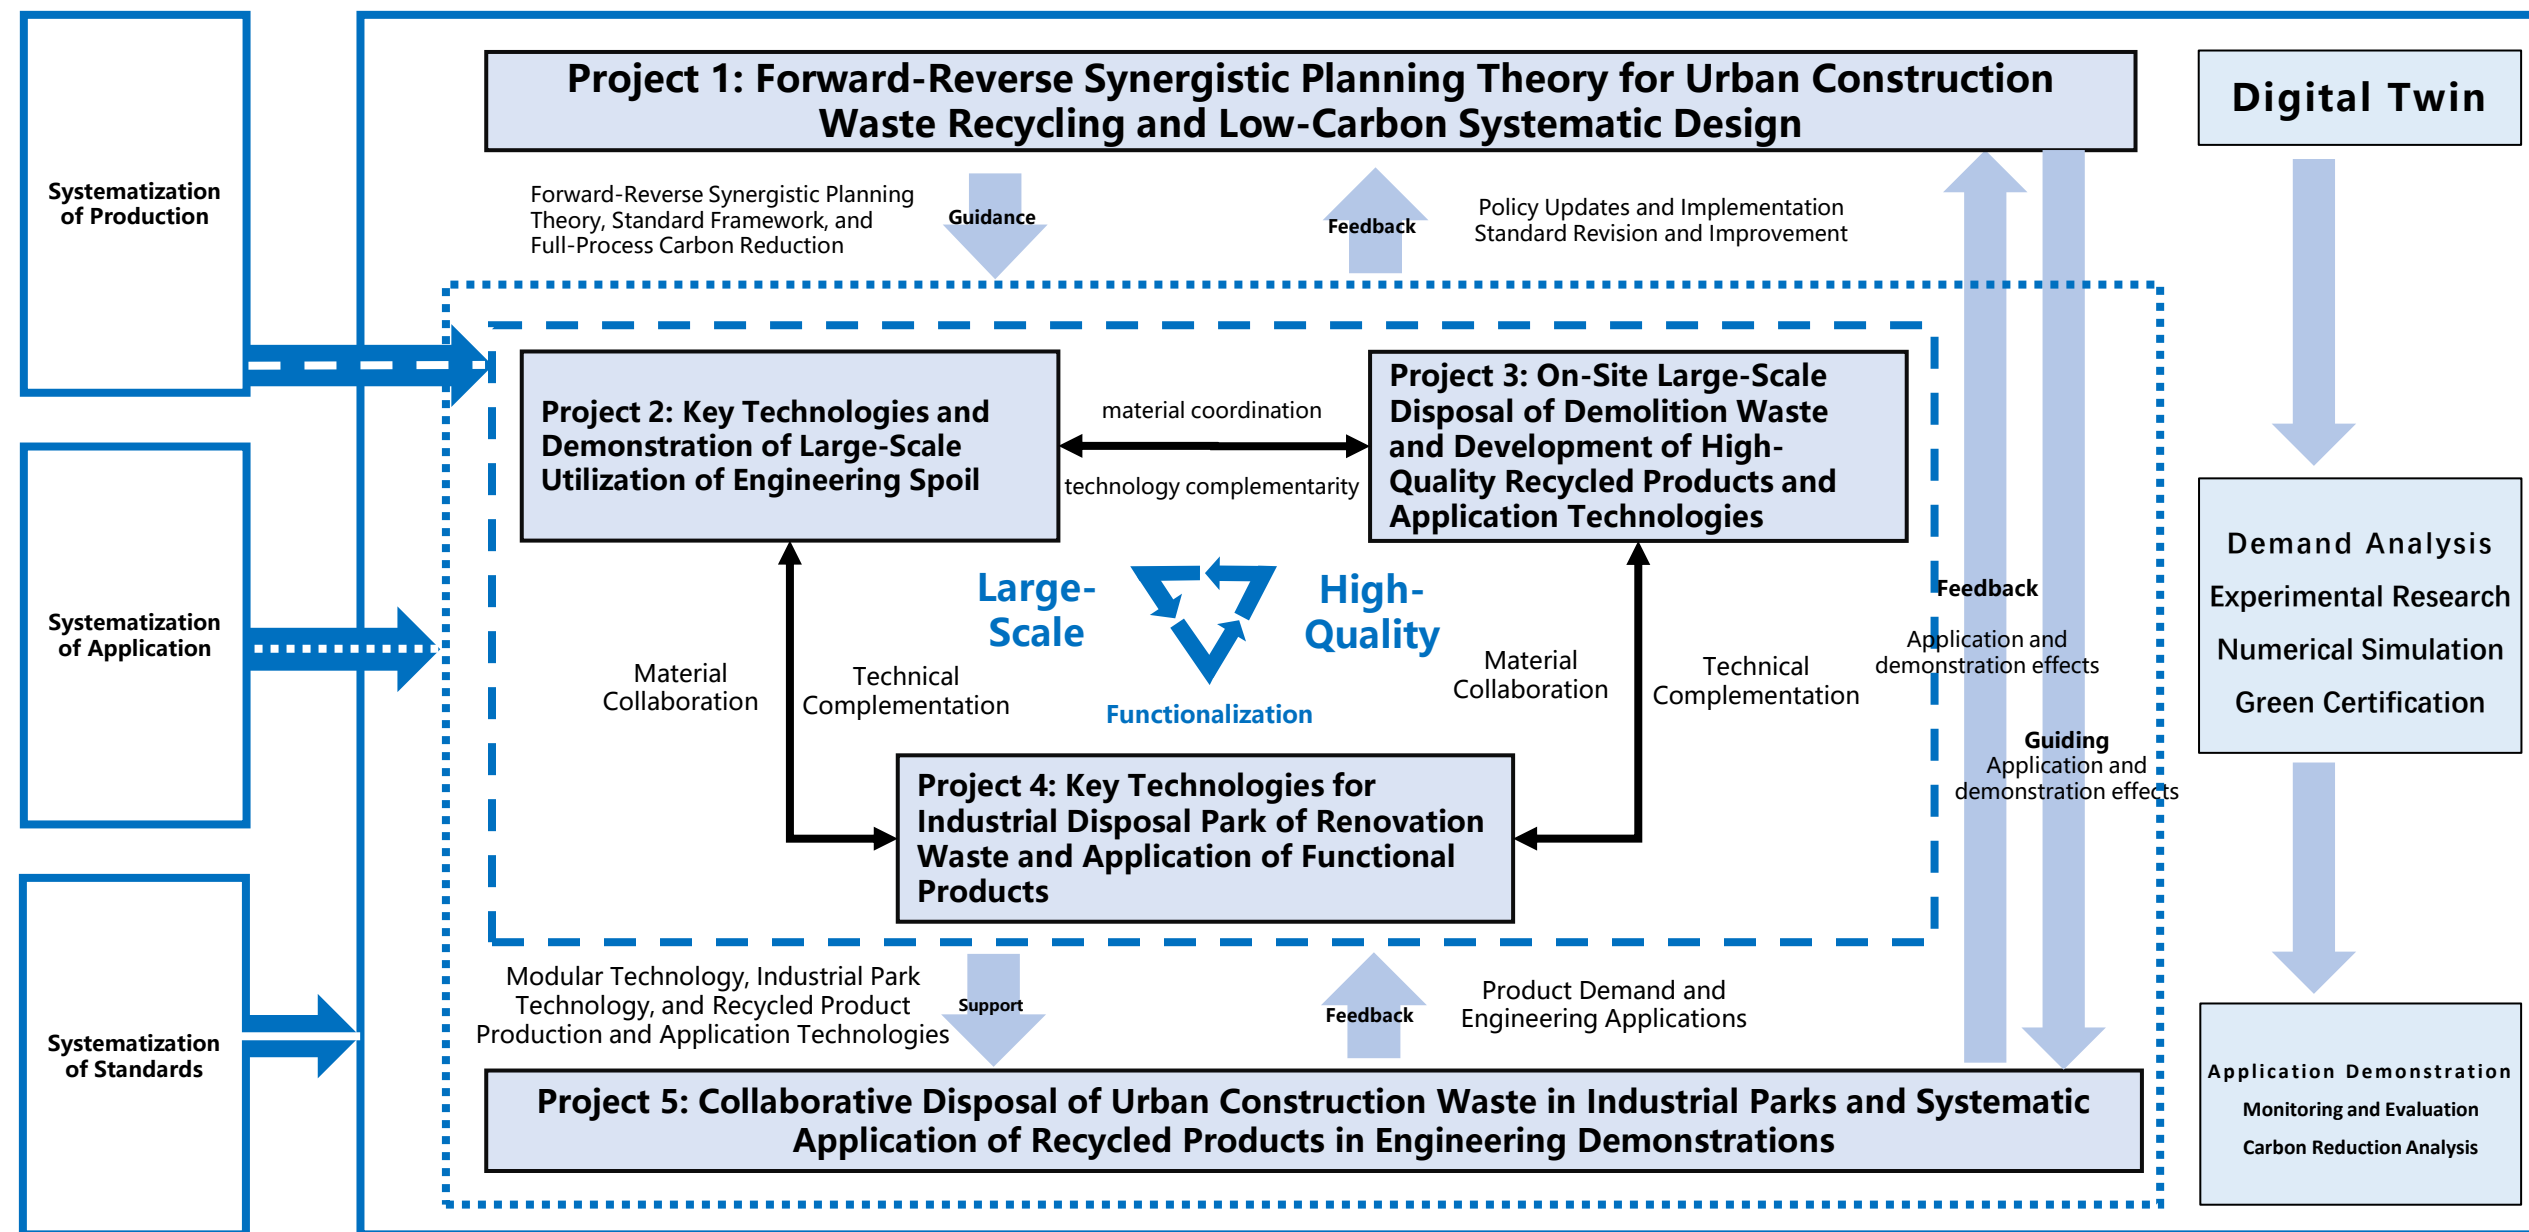 Systematization
of Production
Systematization
of Application
Systematization
of Standards
Project 1: Forward-Reverse Synergistic Planning Theory for Urban Construction
Waste Recycling and Low-Carbon Systematic Design
Forward-Reverse Synergistic Planning
Theory, Standard Framework, and
Full-Process Carbon Reduction
Guidance
Feedback
Policy Updates and Implementation
Standard Revision and Improvement
Project 2: Key Technologies and
Demonstration of Large-Scale
Utilization of Engineering Spoil
material coordination
technology complementarity
Project 3: On-Site Large-Scale
Disposal of Demolition Waste
and Development of High-
Quality Recycled Products and
Application Technologies
Large-
Scale
High-
Quality
Functionalization
Material
Collaboration
Technical
Complementation
Material
Collaboration
Technical
Complementation
Project 4: Key Technologies for
Industrial Disposal Park of Renovation
Waste and Application of Functional
Products
Feedback
Application and
demonstration effects
Guiding
Application and
demonstration effects
Modular Technology, Industrial Park
Technology, and Recycled Product
Production and Application Technologies
Support
Feedback
Product Demand and
Engineering Applications
Project 5: Collaborative Disposal of Urban Construction Waste in Industrial Parks and Systematic
Application of Recycled Products in Engineering Demonstrations
Digital Twin
Demand Analysis
Experimental Research
Numerical Simulation
Green Certification
Application Demonstration
Monitoring and Evaluation
Carbon Reduction Analysis